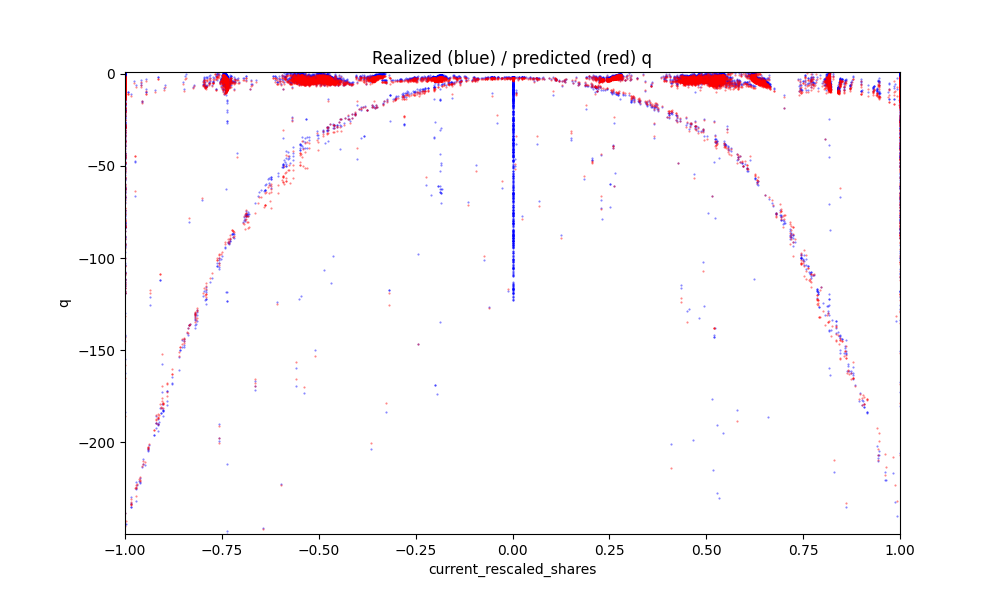 Realized (blue) / predicted (red) q
0
−50
−100
−150
−200
q
−1.00 −0.75 −0.50 −0.25 0.00 0.25 0.50 0.75 1.00
current_rescaled_shares